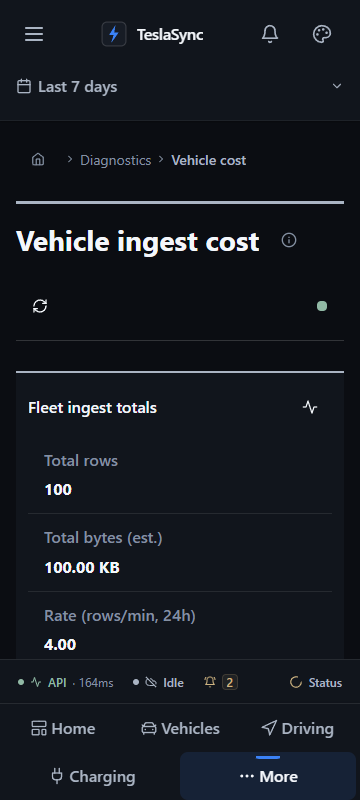 TeslaSync
Last 7 days
Diagnostics
Vehicle cost
Vehicle ingest cost
Fleet ingest totals
Total rows
100
Total bytes (est.)
100.00 KB
Rate (rows/min, 24h)
4.00
API · 164ms
Idle
2
Status
Home
Vehicles
Driving
Charging
More